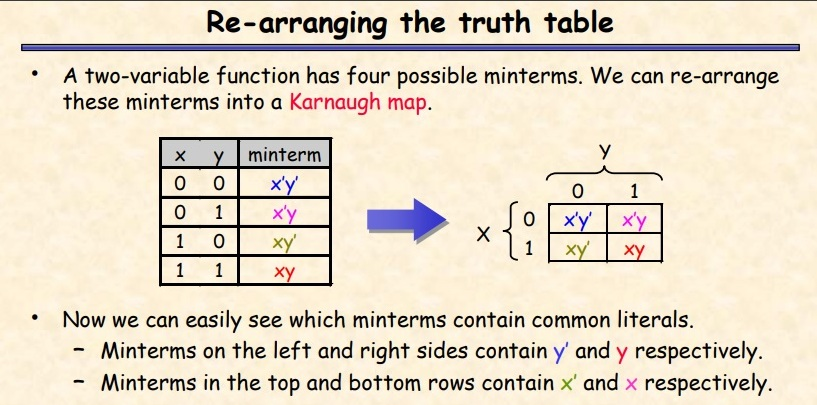 Re-arranging the truth table
• A two-variable function has four possible minterms. We can re-arrange
these minterms into a Karnaugh map.
x y minterm
0 0 x'y'
0 1 x'y
1 0 xy'
1 1 xy
Y
0 1
X 0 x'y' x'y
1 xy' xy
• Now we can easily see which minterms contain common literals.
– Minterms on the left and right sides contain y' and y respectively.
– Minterms in the top and bottom rows contain x' and x respectively.